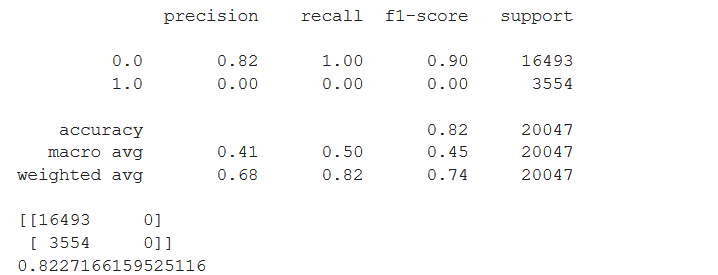 precision recall f1-score support
0.0 0.82 1.00 0.90 16493
1.0 0.00 0.00 0.00 3554
accuracy 0.82 20047
macro avg 0.41 0.50 0.45 20047
weighted avg 0.68 0.82 0.74 20047
[[16493 0]
[ 3554 0]]
0.8227166159525116